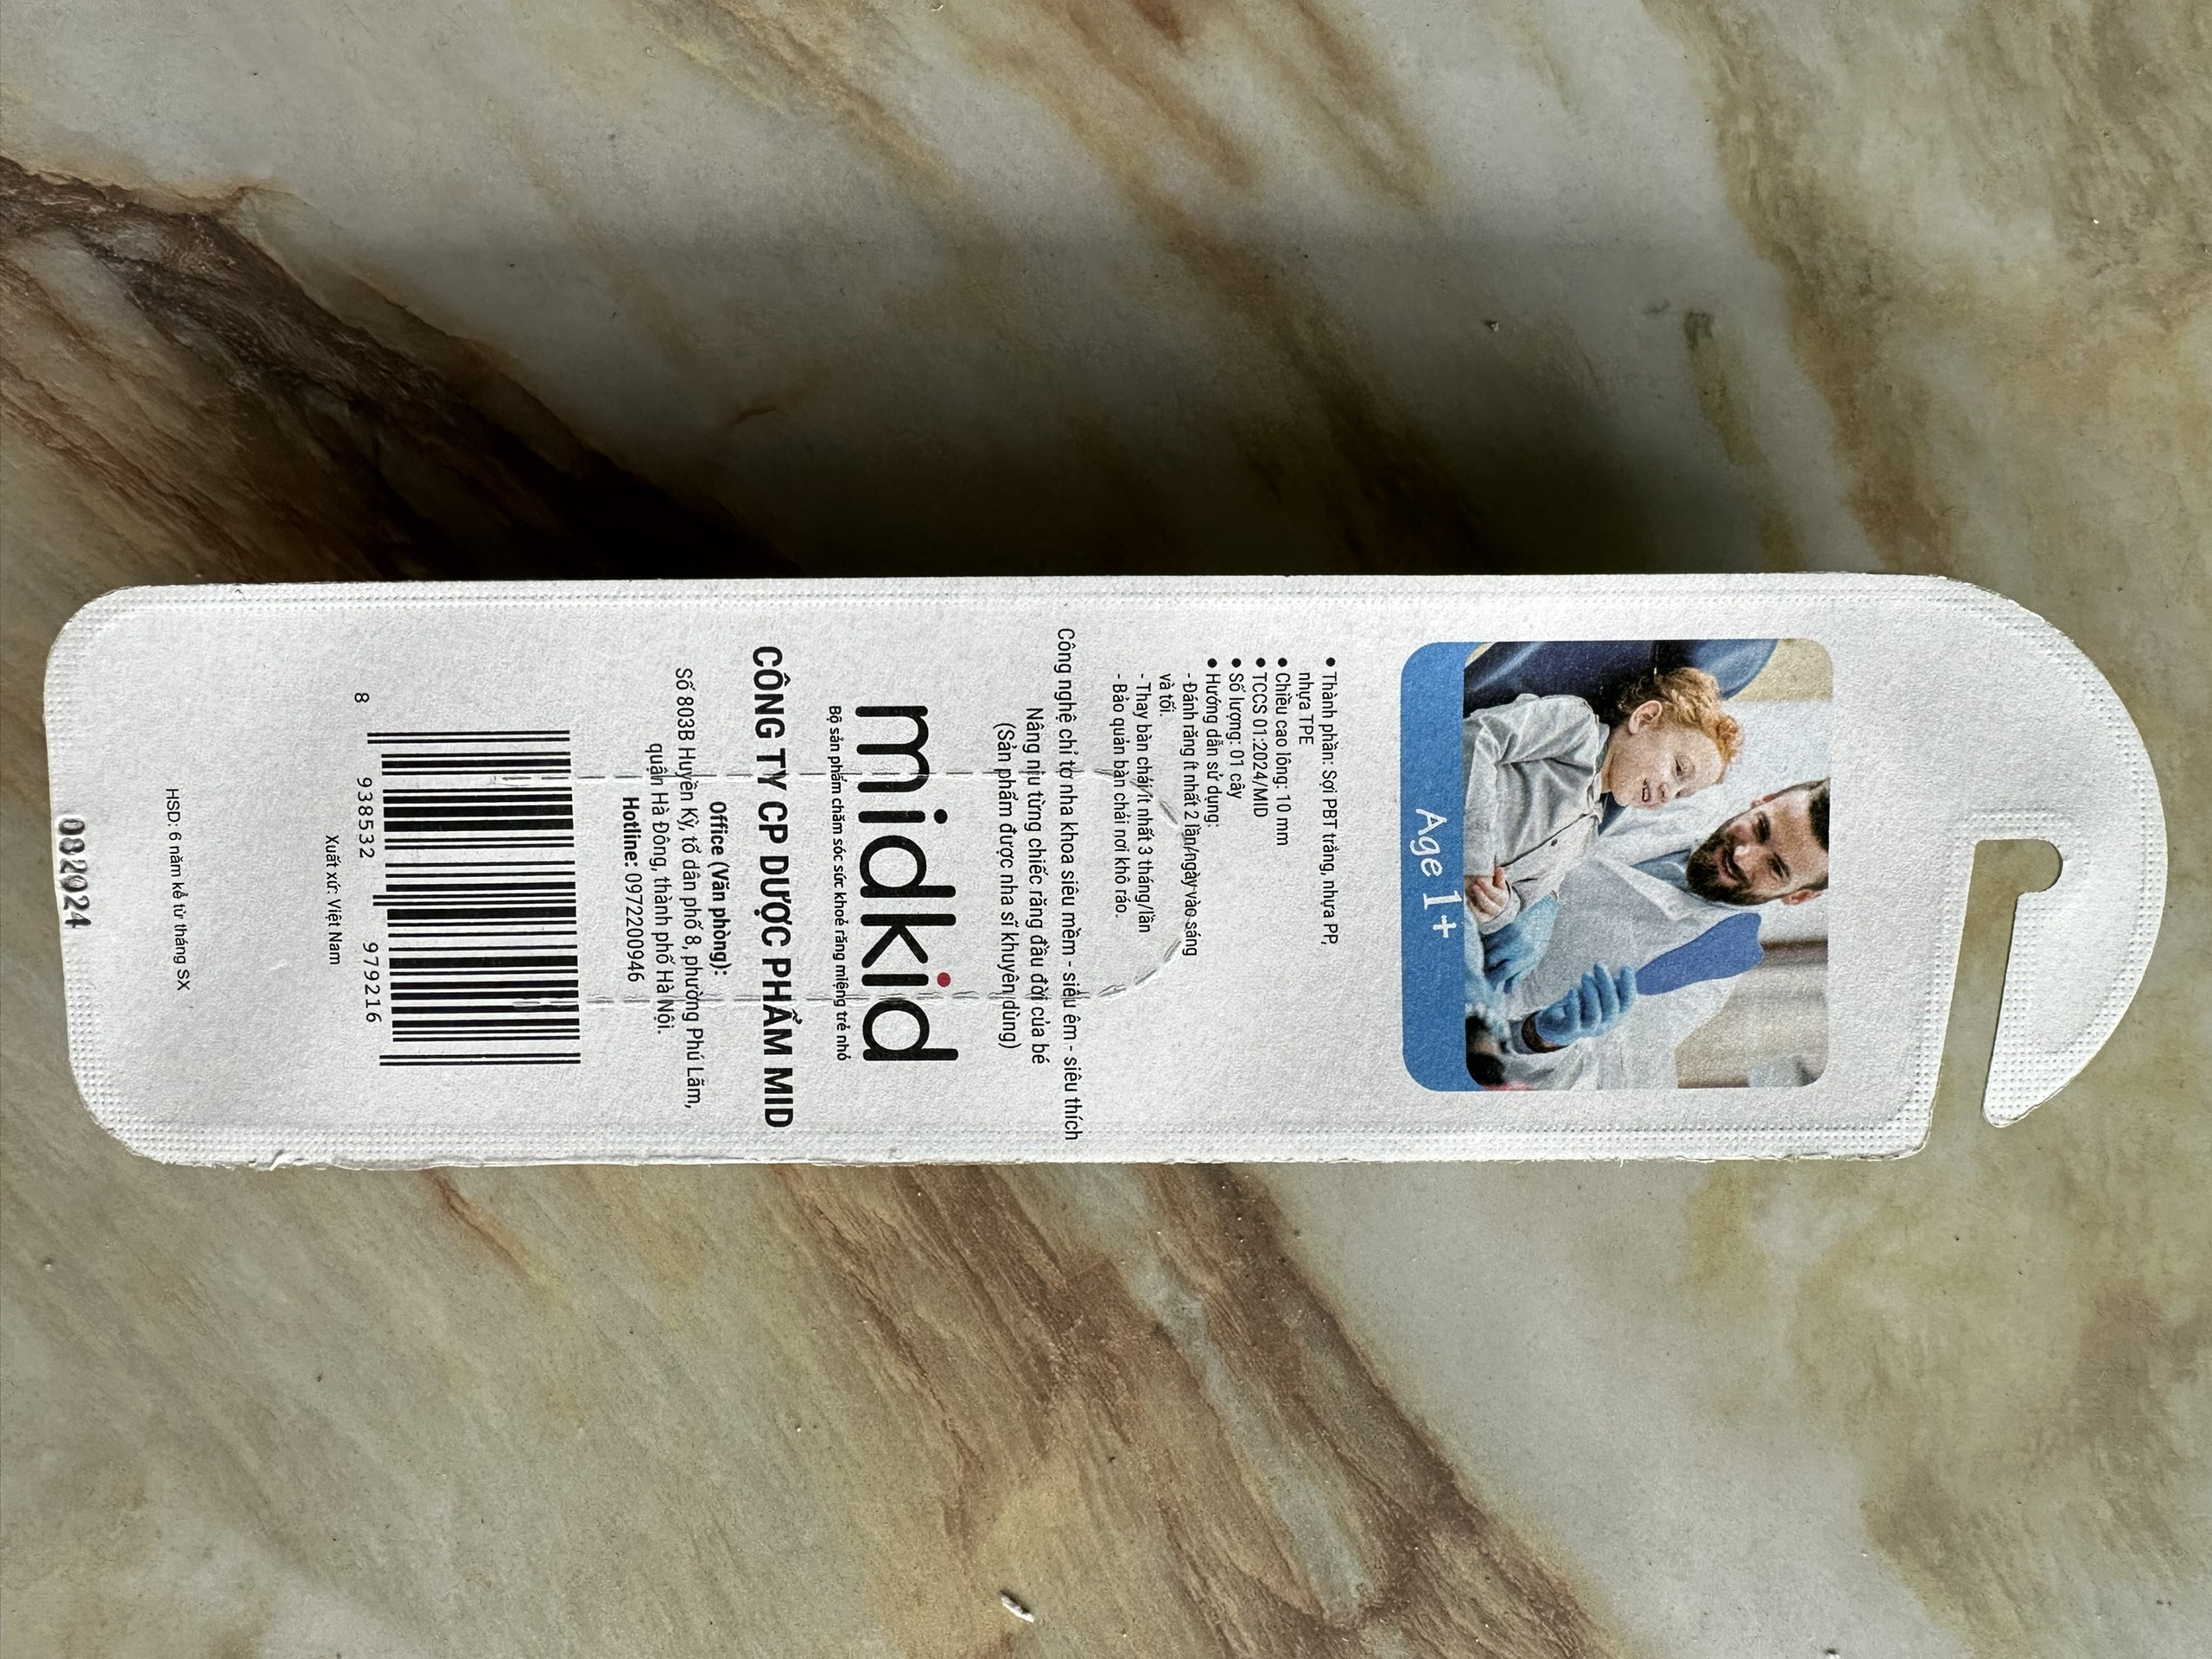 Age 1+
• Thành phần: Sợi PBT trắng, nhựa PP,
nhựa TPE
• Chiều cao lông: 10 mm
• TCCS 01:2024/MID
• Số lượng: 01 cây
• Hướng dẫn sử dụng:
- Đánh răng ít nhất 2 lần/ngày vào sáng
và tối.
- Thay bàn chải ít nhất 3 tháng/lần
- Bảo quản bàn chải nơi khô ráo.
Công nghệ chỉ tơ nha khoa siêu mềm - siêu êm - siêu thích
Nâng niu từng chiếc răng đầu đời của bé
(Sản phẩm được nha sĩ khuyên dùng)
midkid
Bộ sản phẩm chăm sóc sức khoẻ răng miệng trẻ nhỏ
CÔNG TY CP DƯỢC PHẨM MID
Office (Văn phòng):
Số 803B Huyền Kỳ, tổ dân phố 8, phường Phú Lãm,
quận Hà Đông, thành phố Hà Nội.
Hotline: 0972200946
8 938532 979216
Xuất xứ: Việt Nam
HSD: 6 năm kể từ tháng SX
082024